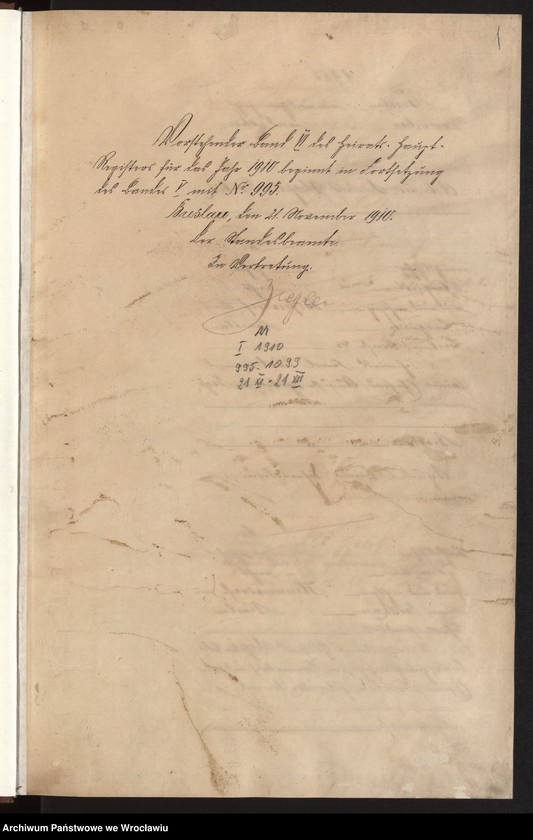 1
Vorstehender Band VI des Heirats-Haupt-
Registers für das Jahr 1910 beginnt in Fortsetzung
des Bandes V mit No 995.
Breslau, den 21. November 1910.
Der Standesbeamte.
In Vertretung.
M
I 1910
995-1093
21 XI - 21 XII
Archiwum Państwowe we Wrocławiu